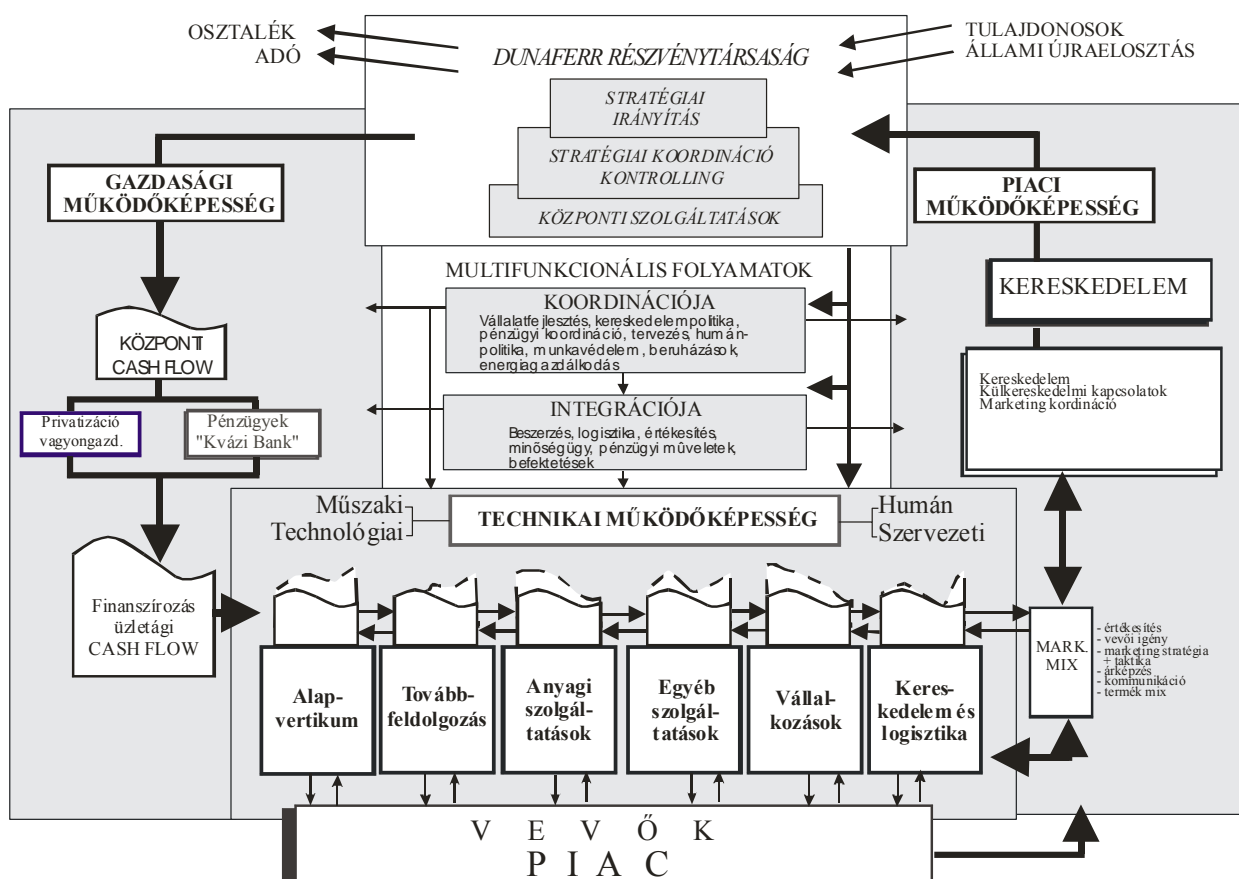 OSZTALÉK
ADÓ
TULAJDONOSOK
ÁLLAMI ÚJRAELOSZTÁS
DUNAFERR RÉSZVÉNYTÁRSASÁG
STRATÉGIAI
IRÁNYÍTÁS
STRATÉGIAI KOORDINÁCIÓ
KONTROLLING
KÖZPONTI SZOLGÁLTATÁSOK
GAZDASÁGI
MŰKÖDŐKÉPESSÉG
PIACI
MŰKÖDŐKÉPESSÉG
MULTIFUNKCIONÁLIS FOLYAMATOK
KOORDINÁCIÓJA
Vállalatfejlesztés, kereskedelempolitika,
pénzügyi koordináció, tervezés, humán-
politika, munkavédelem, beruházások,
energiagazdálkodás
INTEGRÁCIÓJA
Beszerzés, logisztika, értékesítés,
minőségügy, pénzügyi műveletek,
befektetések
KERESKEDELEM
Kereskedelem
Külkereskedelmi kapcsolatok
Marketing kordináció
KÖZPONTI
CASH FLOW
Privatizáció
vagyongazd.
Pénzügyek
"Kvázi Bank"
Finanszírozás
üzletági
CASH FLOW
Műszaki
Technológiai
TECHNIKAI MŰKÖDŐKÉPESSÉG
Humán
Szervezeti
Alap-
vertikum
Tovább-
feldolgozás
Anyagi
szolgál-
tatások
Egyéb
szolgál-
tatások
Vállal-
kozások
Keres-
kedelem és
logisztika
MARK.
MIX
- értékesítés
- vevői igény
- marketing stratégia
+ taktika
- árképzés
- kommunikáció
- termék mix
V E V Ő K
P I A C